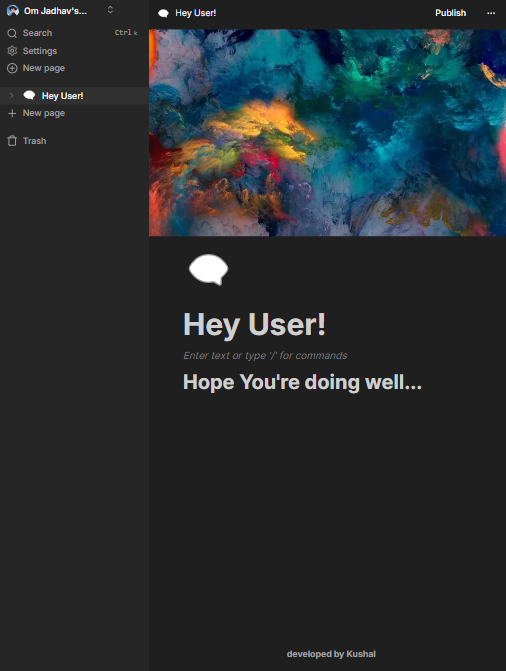 Om Jadhav's...
Search Ctrl k
Settings
New page
Hey User!
New page
Trash
Hey User! Publish ...
Hey User!
Enter text or type '/' for commands
Hope You're doing well...
developed by Kushal